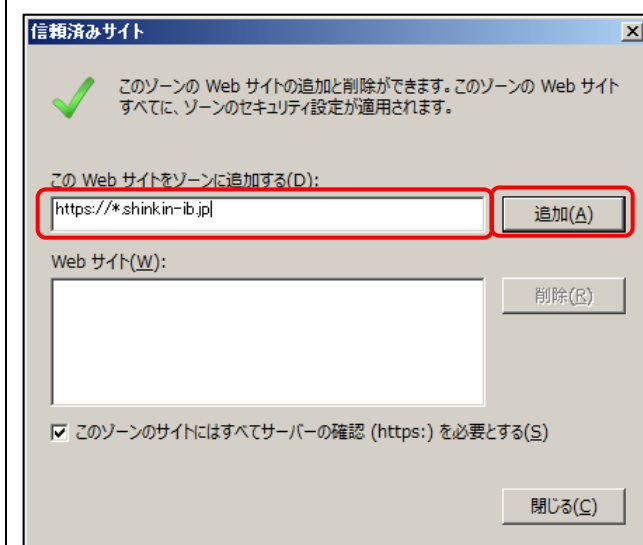 信頼済みサイト
このゾーンの Web サイトの追加と削除ができます。このゾーンの Web サイト
すべてに、ゾーンのセキュリティ設定が適用されます。
この Web サイトをゾーンに追加する(D):
https://*.shinkin-ib.jp
追加(A)
Web サイト(W):
削除(R)
このゾーンのサイトにはすべてサーバーの確認 (https:) を必要とする(S)
閉じる(C)